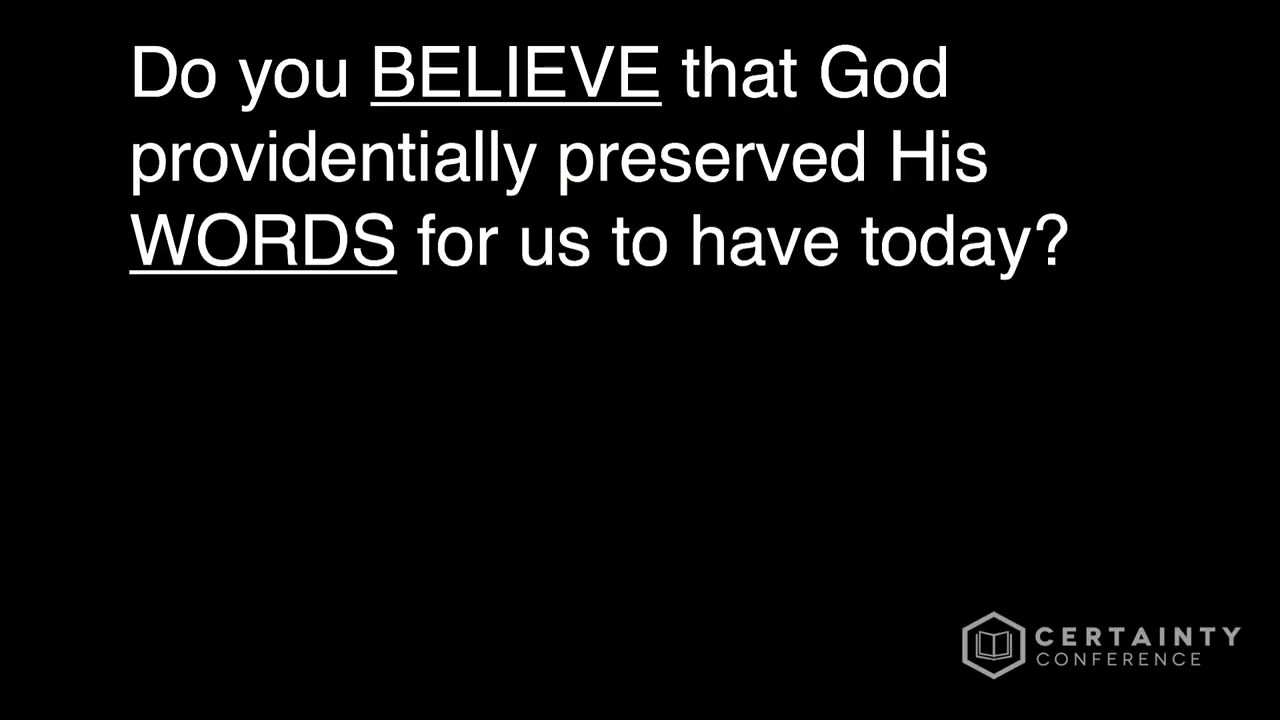 Do you BELIEVE that God
providentially preserved His
WORDS for us to have today?
CERTAINTY
CONFERENCE